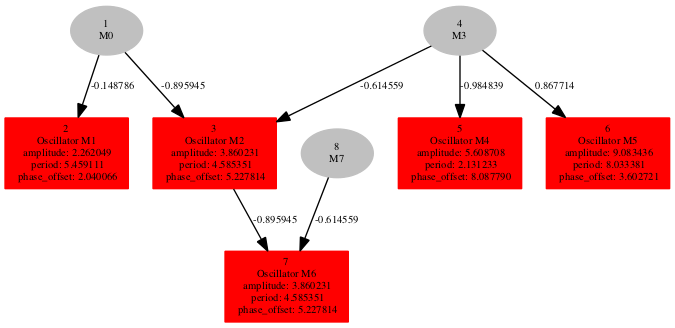 1
M0
4
M3
-0.148786
-0.895945
-0.614559
-0.984839
0.867714
2
Oscillator M1
amplitude: 2.262049
period: 5.459111
phase_offset: 2.040066
3
Oscillator M2
amplitude: 3.860231
period: 4.585351
phase_offset: 5.227814
8
M7
5
Oscillator M4
amplitude: 5.608708
period: 2.131293
phase_offset: 8.087790
6
Oscillator M5
amplitude: 9.083436
period: 8.033381
phase_offset: 3.602721
-0.895945
-0.614559
7
Oscillator M6
amplitude: 3.860231
period: 4.585351
phase_offset: 5.227814